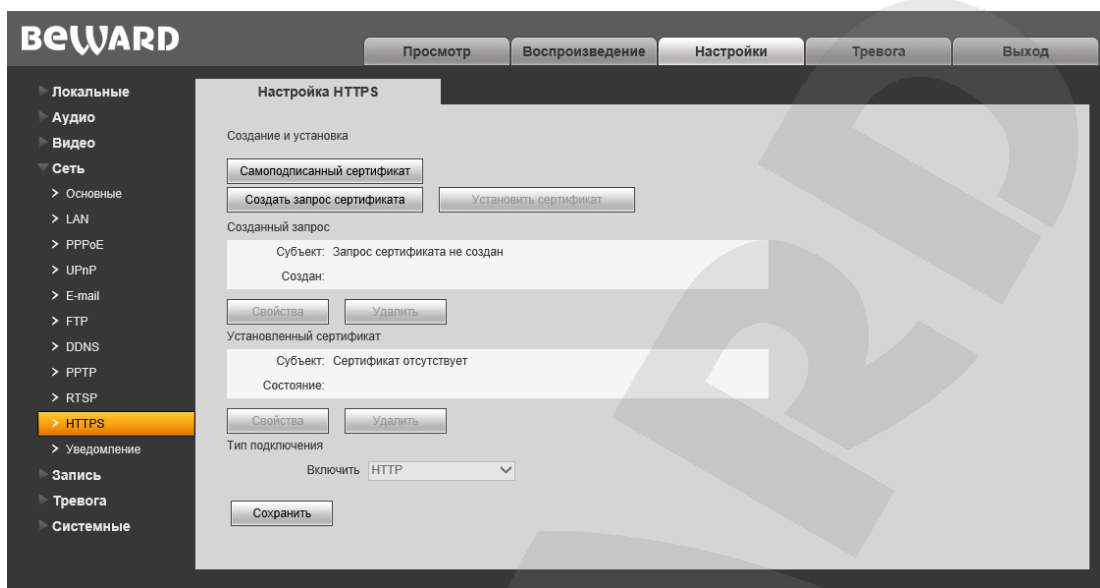 BEWARD
Просмотр Воспроизведение Настройки Тревога Выход
Локальные
Аудио
Видео
Сеть
> Основные
> LAN
> PPPoE
> UPnP
> E-mail
> FTP
> DDNS
> PPTP
> RTSP
> HTTPS
> Уведомление
Запись
Тревога
Системные
Настройка HTTPS
Создание и установка
Самоподписанный сертификат
Создать запрос сертификата Установить сертификат
Созданный запрос
Субъект: Запрос сертификата не создан
Создан:
Свойства Удалить
Установленный сертификат
Субъект: Сертификат отсутствует
Состояние:
Свойства Удалить
Тип подключения
Включить HTTP
Сохранить